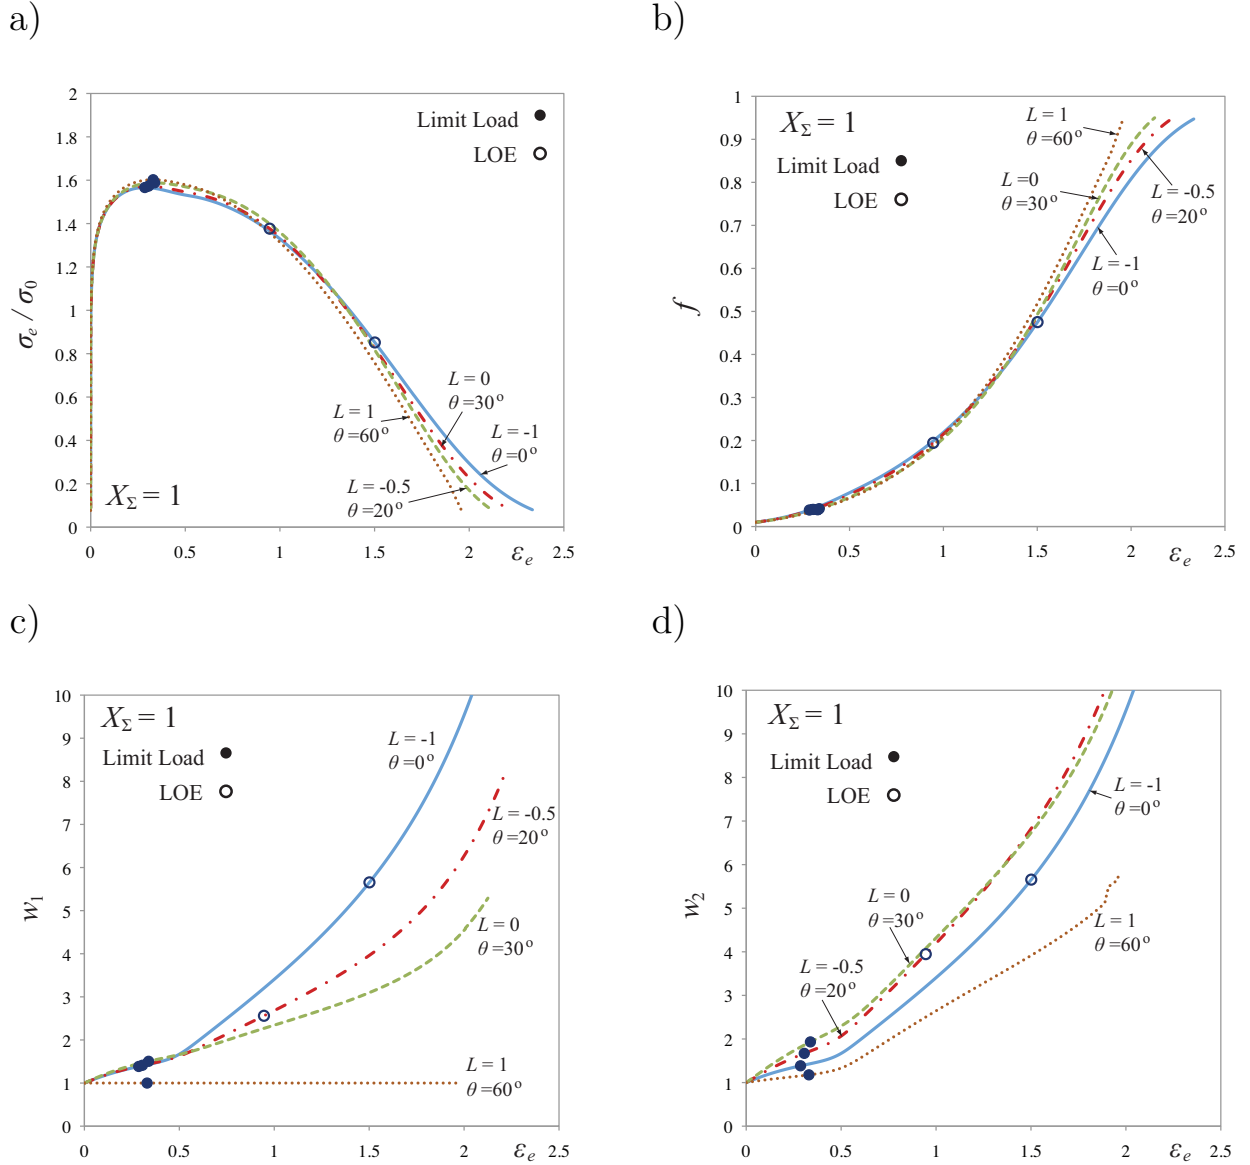 a)
2
1.8
1.6
1.4
1.2
1
0.8
0.6
0.4
0.2
0
σe / σ0
Limit Load
LOE
L = 0
θ =30°
L = 1
θ =60°
L = -1
θ =0°
L = -0.5
θ =20°
XΣ = 1
0 0.5 1 1.5 2 2.5
εe
b)
1
0.9
0.8
0.7
0.6
0.5
0.4
0.3
0.2
0.1
0
f
XΣ = 1
Limit Load
LOE
L = 1
θ =60°
L =0
θ =30°
L = -0.5
θ =20°
L = -1
θ =0°
0 0.5 1 1.5 2 2.5
εe
c)
10
9
8
7
6
5
4
3
2
1
0
w1
XΣ = 1
Limit Load
LOE
L = -1
θ =0°
L = -0.5
θ =20°
L = 0
θ =30°
L = 1
θ =60°
0 0.5 1 1.5 2 2.5
εe
d)
10
9
8
7
6
5
4
3
2
1
0
w2
XΣ = 1
Limit Load
LOE
L = -1
θ =0°
L = 0
θ =30°
L = 1
θ =60°
L = -0.5
θ =20°
0 0.5 1 1.5 2 2.5
εe